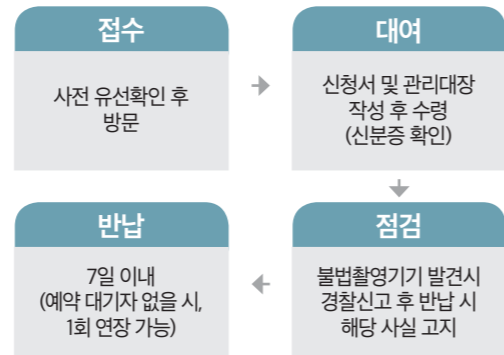 접수
사전 유선확인 후
방문
대여
신청서 및 관리대장
작성 후 수령
(신분증 확인)
점검
불법촬영기기 발견시
경찰신고 후 반납 시
해당 사실 고지
반납
7일 이내
(예약 대기자 없을 시,
1회 연장 가능)